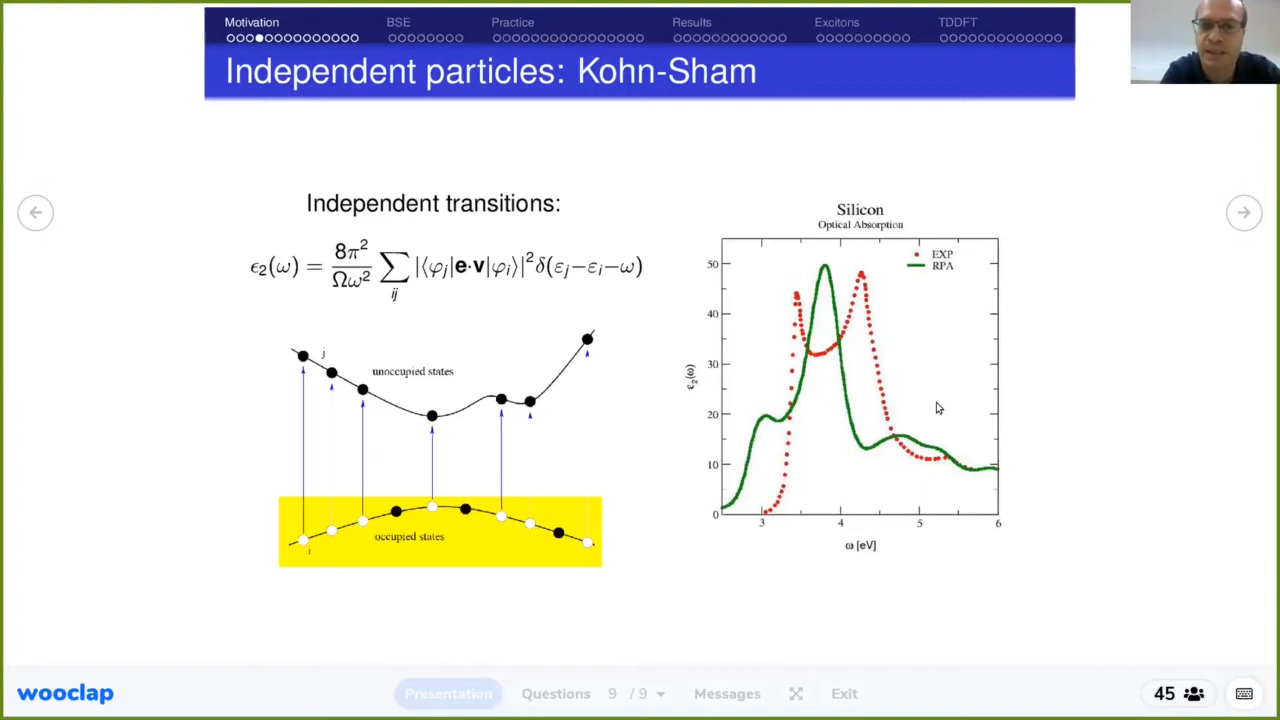 Motivation BSE Practice Results Excitons TDDFT
Independent particles: Kohn-Sham
Independent transitions:
ϵ₂(ω) = 8π²/Ωω² ∑ij |⟨φj|e·v|φi⟩|²δ(εj−εi−ω)
j
unoccupied states
occupied states
i
Silicon
Optical Absorption
EXP
RPA
50
40
30
20
10
0
ε₂(ω)
3 4 5 6
ω [eV]
wooclap Presentation Questions 9 / 9 Messages Exit 45